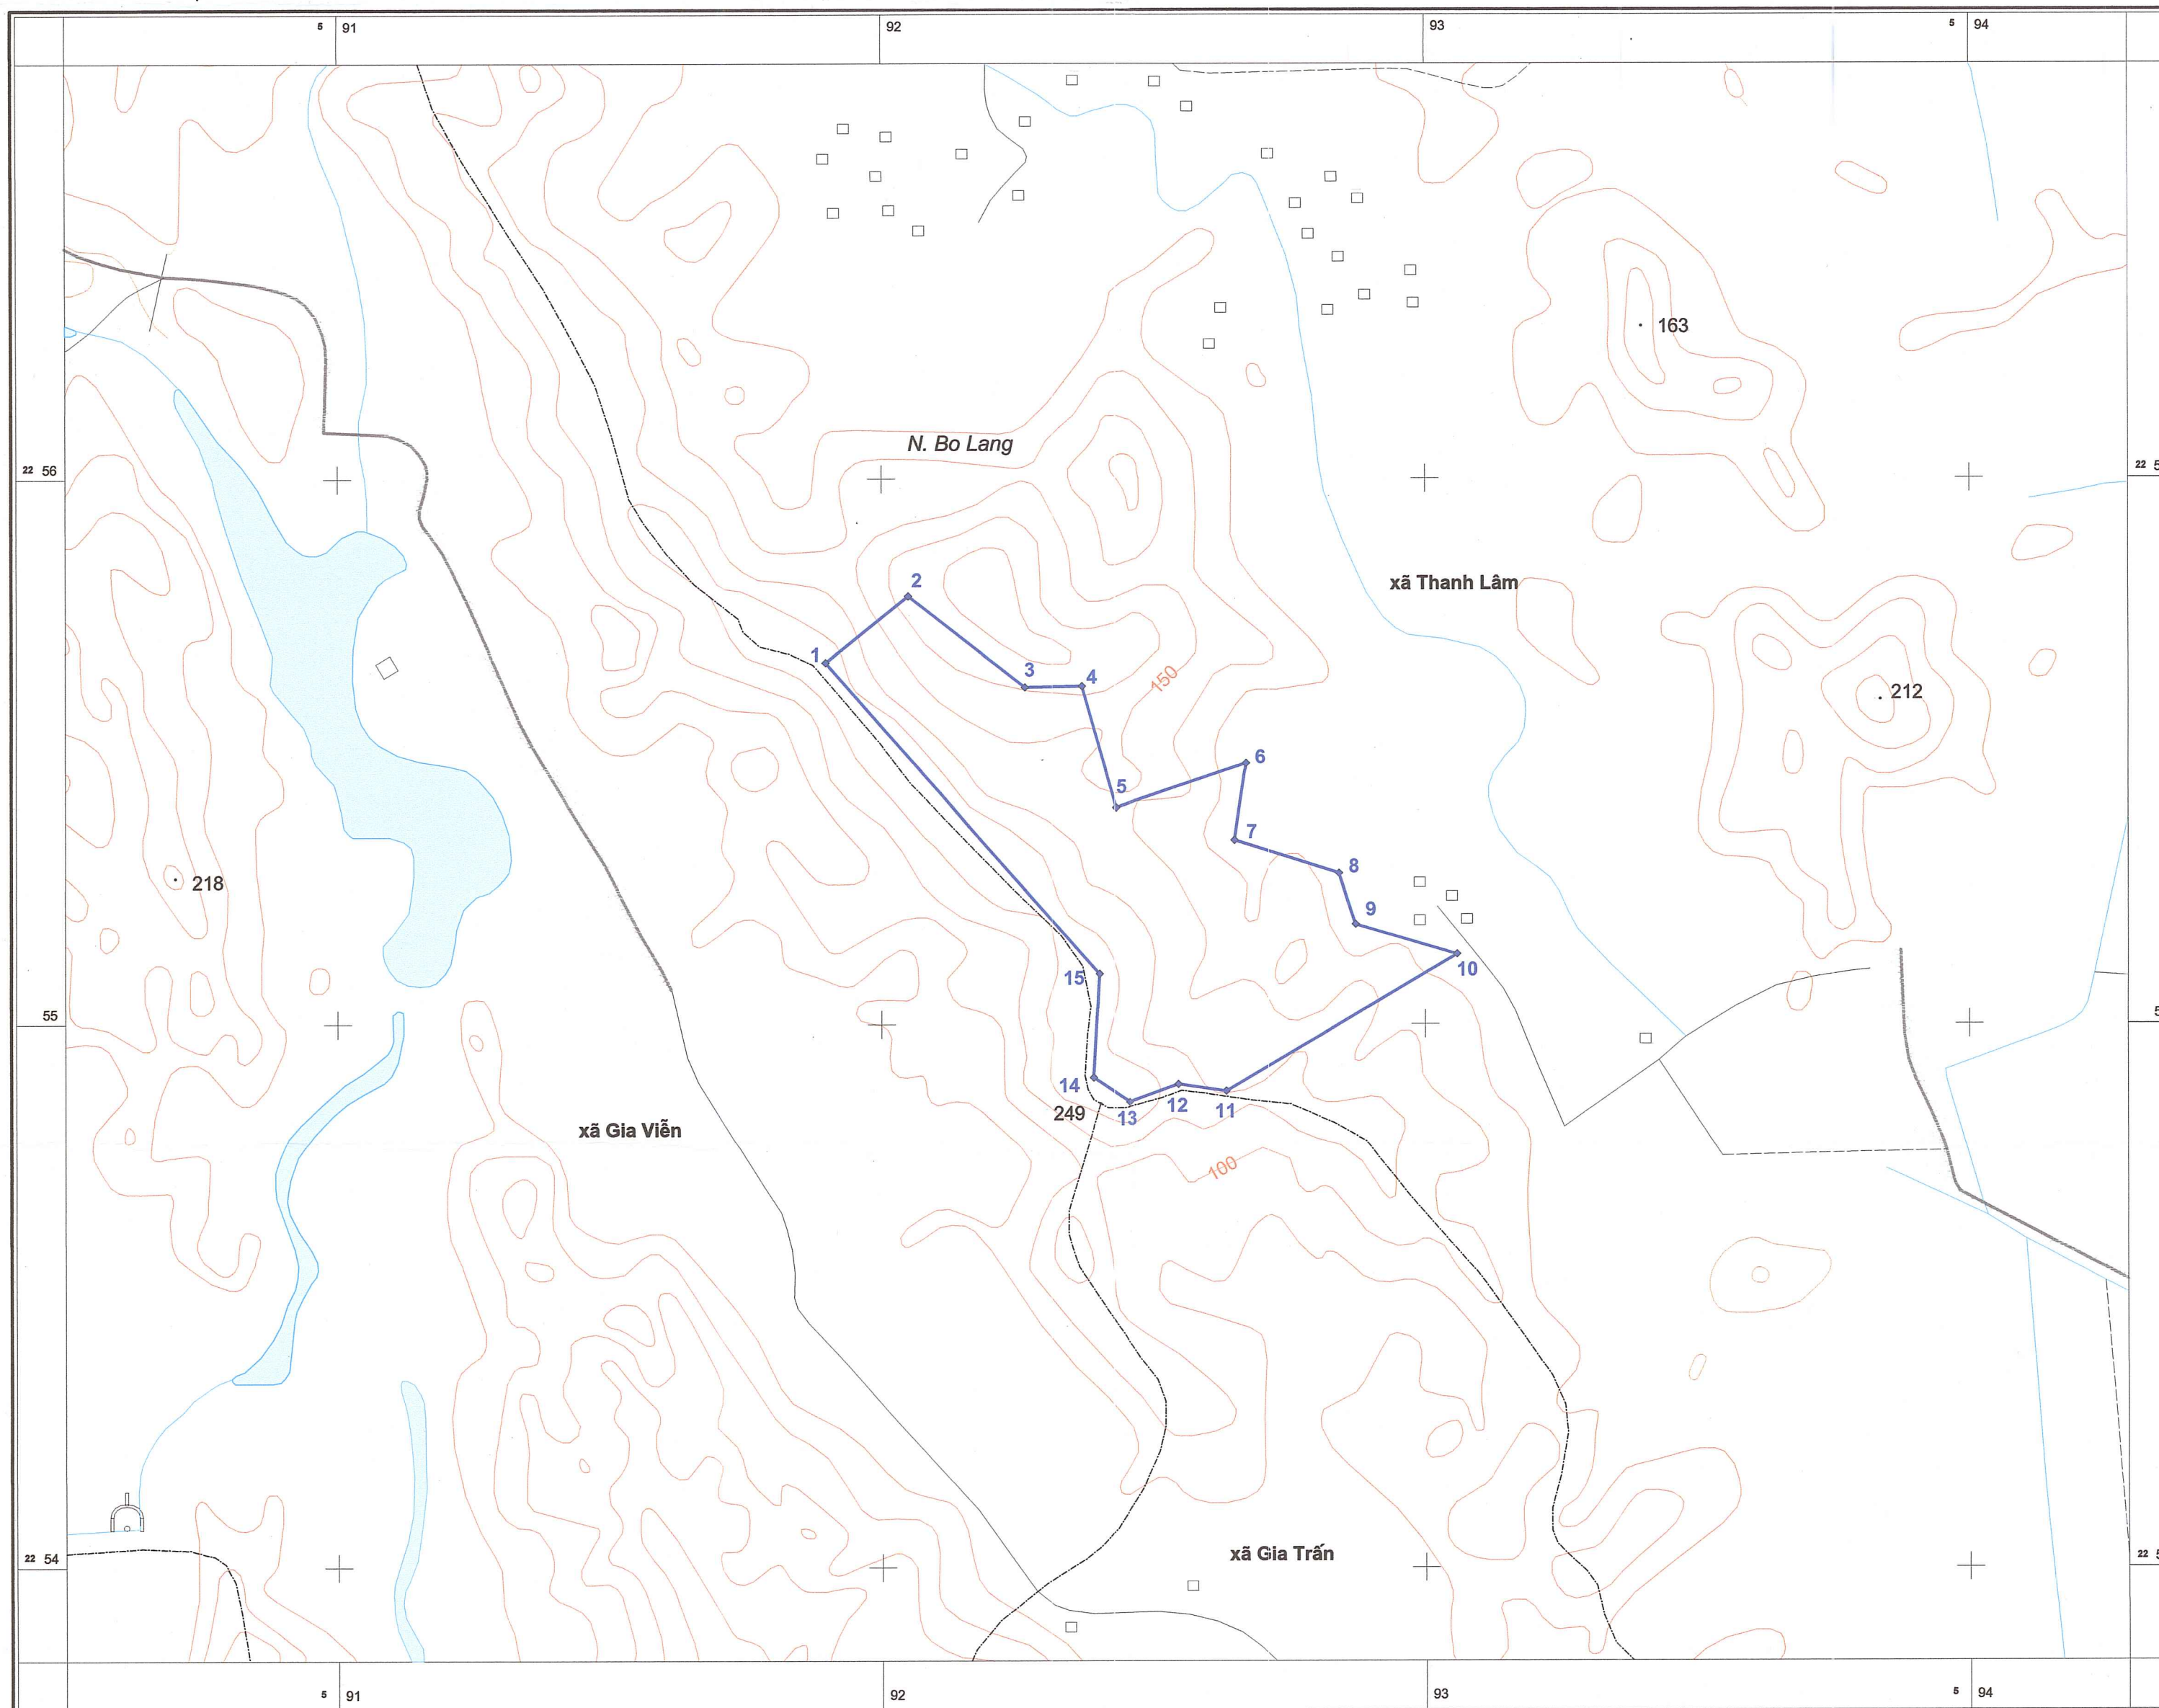 5 91 92 93 5 94
163
N. Bo Lang
22 56 22 5
2
xã Thanh Lâm
1
3 4
150
212
6
5
7
8
218
9
10
15
55 5
14
249 13 12 11
xã Gia Viễn
100
xã Gia Trấn
22 54 22 5
5 91 92 93 5 94